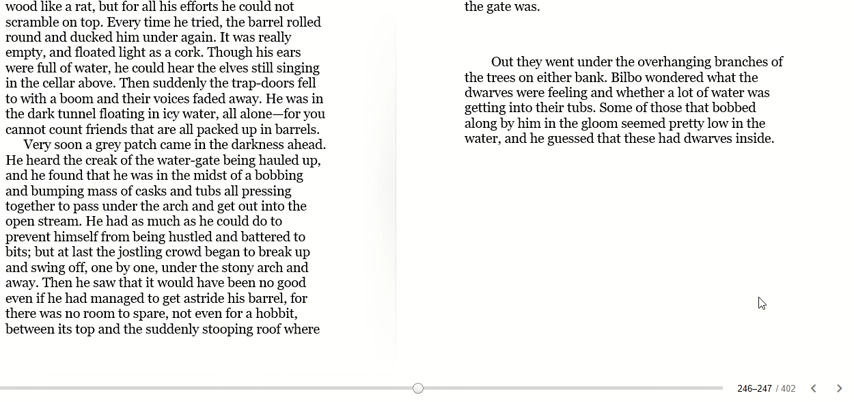 wood like a rat, but for all his efforts he could not
scramble on top. Every time he tried, the barrel rolled
round and ducked him under again. It was really
empty, and floated light as a cork. Though his ears
were full of water, he could hear the elves still singing
in the cellar above. Then suddenly the trap-doors fell
to with a boom and their voices faded away. He was in
the dark tunnel floating in icy water, all alone—for you
cannot count friends that are all packed up in barrels.
Very soon a grey patch came in the darkness ahead.
He heard the creak of the water-gate being hauled up,
and he found that he was in the midst of a bobbing
and bumping mass of casks and tubs all pressing
together to pass under the arch and get out into the
open stream. He had as much as he could do to
prevent himself from being hustled and battered to
bits; but at last the jostling crowd began to break up
and swing off, one by one, under the stony arch and
away. Then he saw that it would have been no good
even if he had managed to get astride his barrel, for
there was no room to spare, not even for a hobbit,
between its top and the suddenly stooping roof where
the gate was.
Out they went under the overhanging branches of
the trees on either bank. Bilbo wondered what the
dwarves were feeling and whether a lot of water was
getting into their tubs. Some of those that bobbed
along by him in the gloom seemed pretty low in the
water, and he guessed that these had dwarves inside.
246–247 / 402